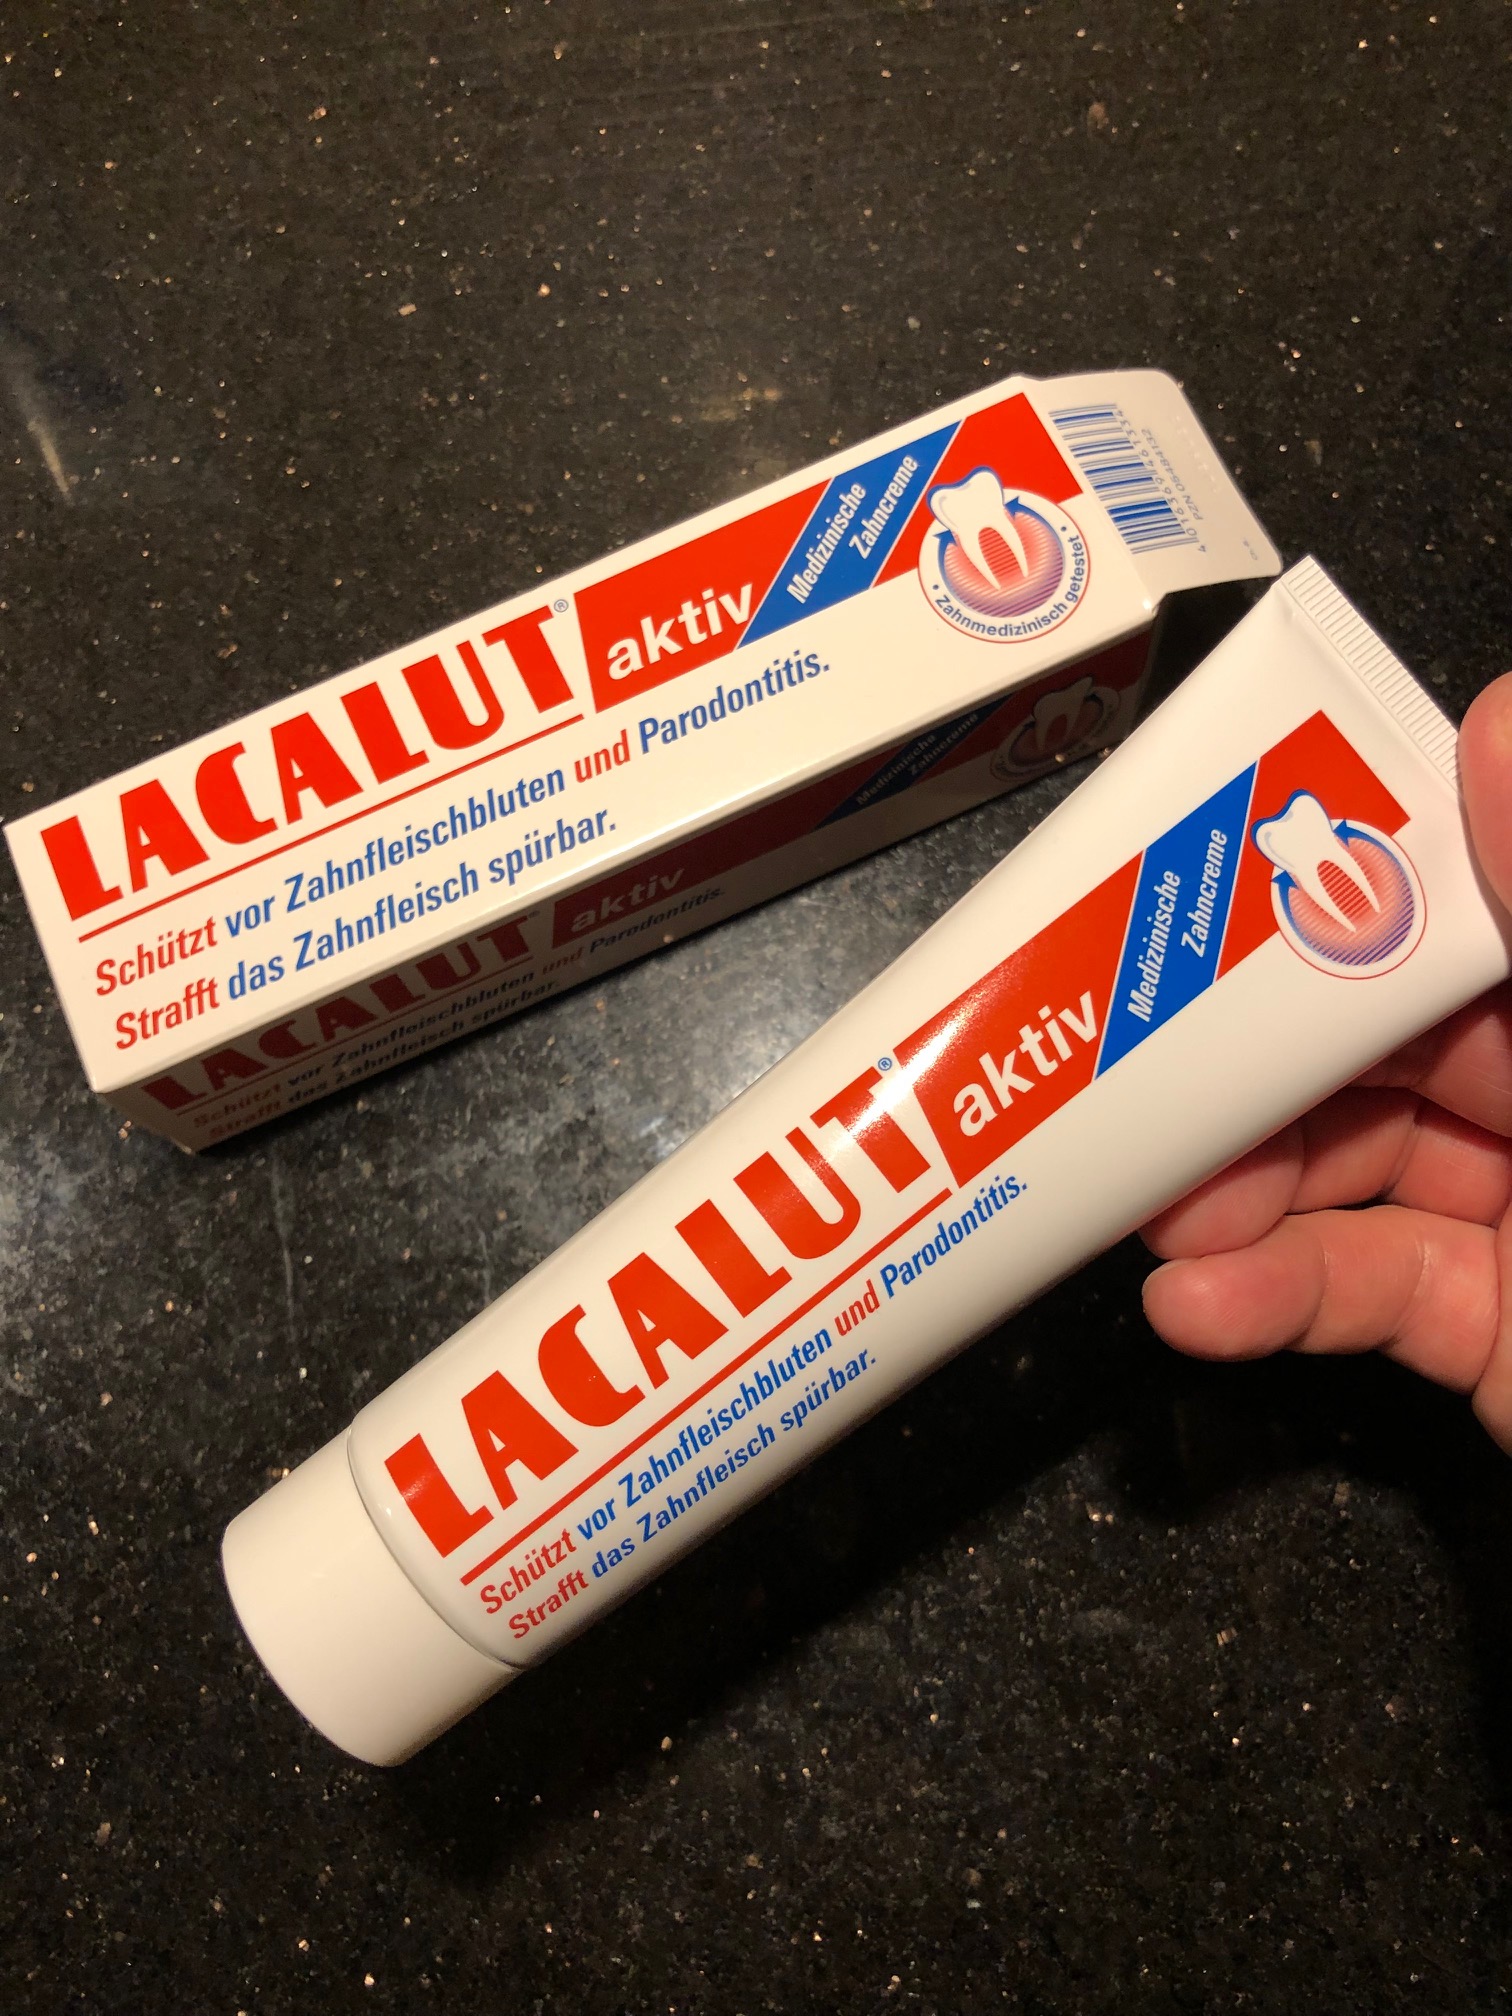 LACALUT® aktiv
Medizinische
Zahncreme
Schützt vor Zahnfleischbluten und Parodontitis.
Strafft das Zahnfleisch spürbar.
• Zahnmedizinisch getestet •
LACALUT aktiv
Medizinische
Zahncreme
Schützt vor Zahnfleischbluten und Parodontitis.
Strafft das Zahnfleisch spürbar.
LACALUT® aktiv
Medizinische
Zahncreme
Schützt vor Zahnfleischbluten und Parodontitis.
Strafft das Zahnfleisch spürbar.